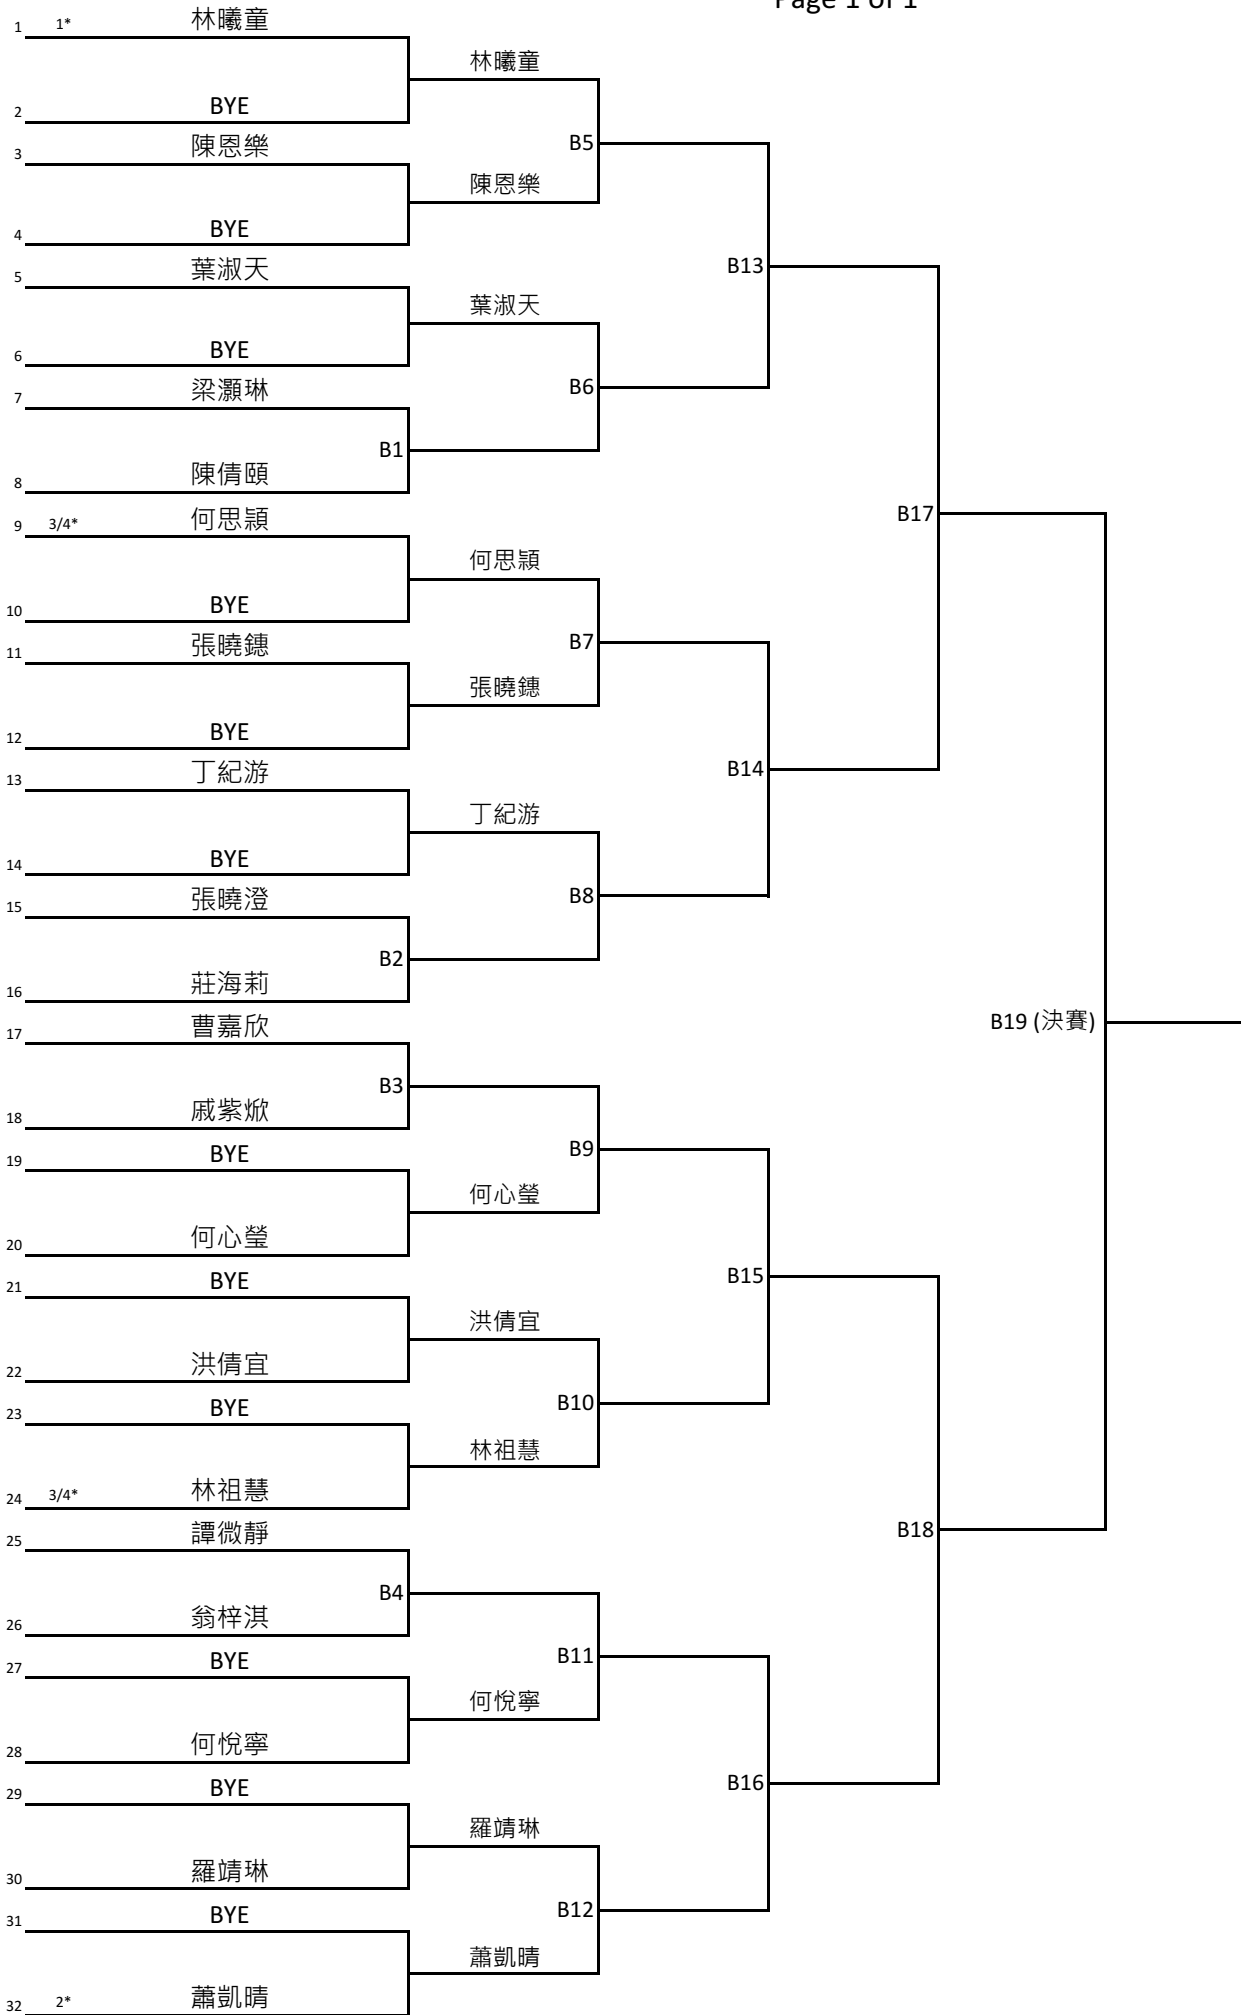 Page 1 of 1
1 1* 林曦童
林曦童
2 BYE
3 陳恩樂
B5
陳恩樂
4 BYE
B13
5 葉淑天
葉淑天
6 BYE
B6
7 梁灝琳
B1
8 陳倩頤
B17
9 3/4* 何思穎
何思穎
10 BYE
B7
11 張曉鏸
張曉鏸
12 BYE
B14
13 丁紀游
丁紀游
14 BYE
B8
15 張曉澄
B2
16 莊海莉
B19 (決賽)
17 曹嘉欣
B3
18 戚紫焮
B9
19 BYE
何心瑩
20 何心瑩
B15
21 BYE
洪倩宜
22 洪倩宜
B10
23 BYE
林祖慧
24 3/4* 林祖慧
B18
25 譚微靜
B4
26 翁梓淇
B11
27 BYE
何悅寧
28 何悅寧
B16
29 BYE
羅靖琳
30 羅靖琳
B12
31 BYE
蕭凱晴
32 2* 蕭凱晴